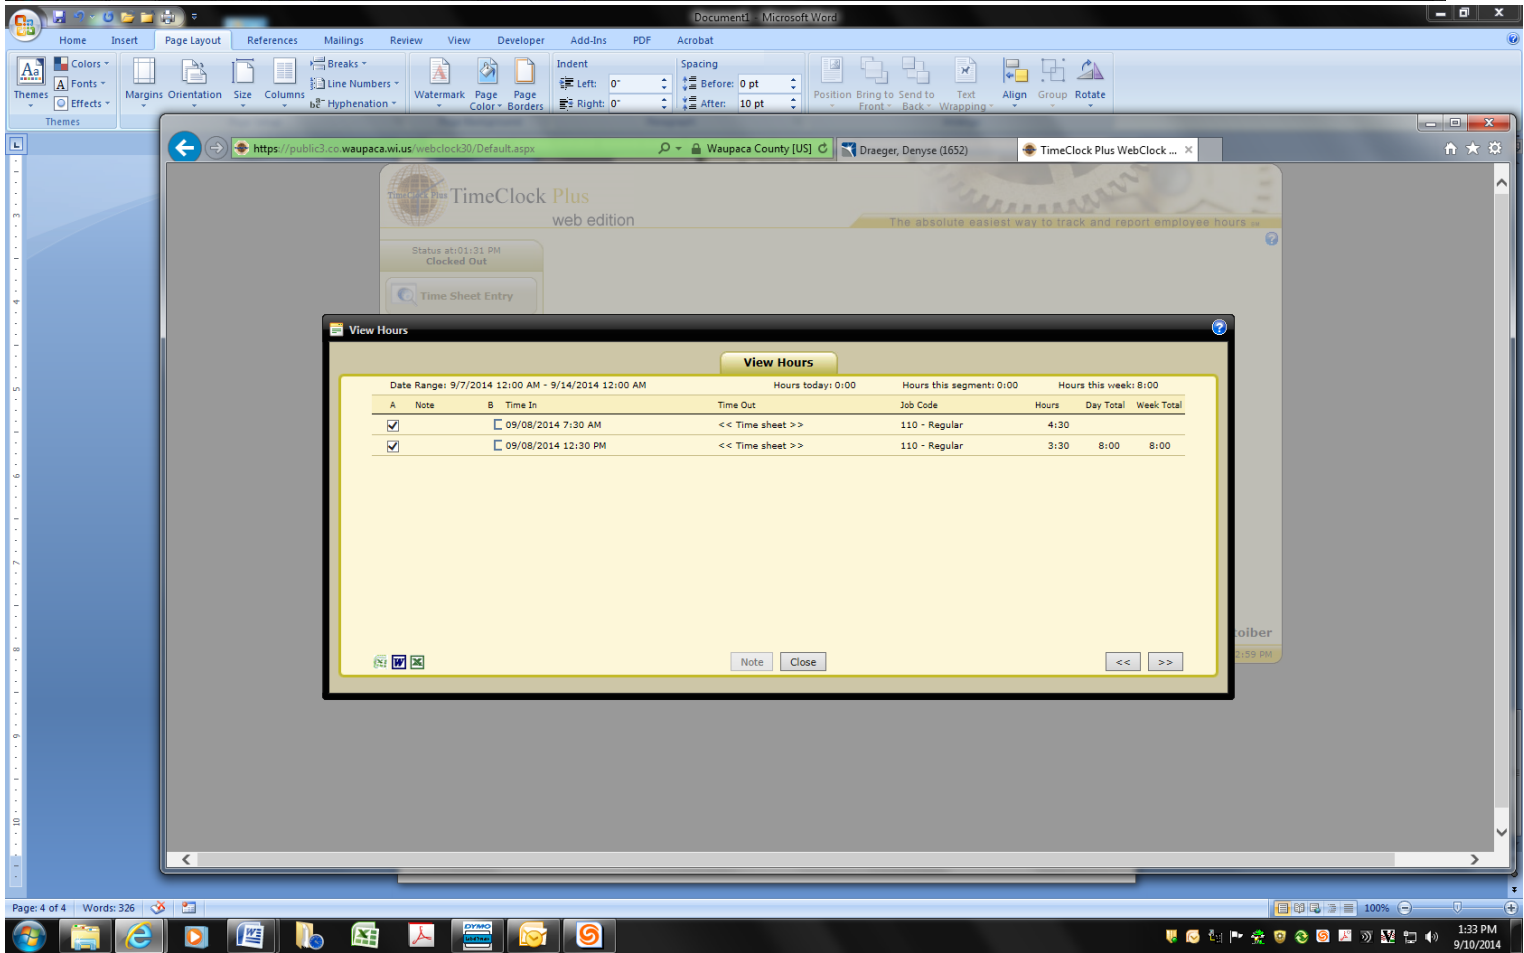 Document1 - Microsoft Word
Home Insert Page Layout References Mailings Review View Developer Add-Ins PDF Acrobat
Themes Colors Fonts Effects
Margins Orientation Size Columns
Breaks
Line Numbers
Hyphenation
Watermark Page Color Page Borders
Indent
Left: 0"
Right: 0"
Spacing
Before: 0 pt
After: 10 pt
Position Bring to Front Send to Back Text Wrapping
Align Group Rotate
Themes
https://public3.co.waupaca.wi.us/webclock30/Default.aspx Waupaca County [US] Draeger, Denyse (1652) TimeClock Plus WebClock ...
TimeClock Plus
web edition
The absolute easiest way to track and report employee hours
Status at:01:31 PM
Clocked Out
Time Sheet Entry
View Hours
View Hours
Date Range: 9/7/2014 12:00 AM - 9/14/2014 12:00 AM Hours today: 0:00 Hours this segment: 0:00 Hours this week: 8:00
A Note B Time In Time Out Job Code Hours Day Total Week Total
09/08/2014 7:30 AM << Time sheet >> 110 - Regular 4:30
09/08/2014 12:30 PM << Time sheet >> 110 - Regular 3:30 8:00 8:00
toiber
2:59 PM
Note Close << >>
Page: 4 of 4 Words: 326 100%
DYMO
1:33 PM
9/10/2014